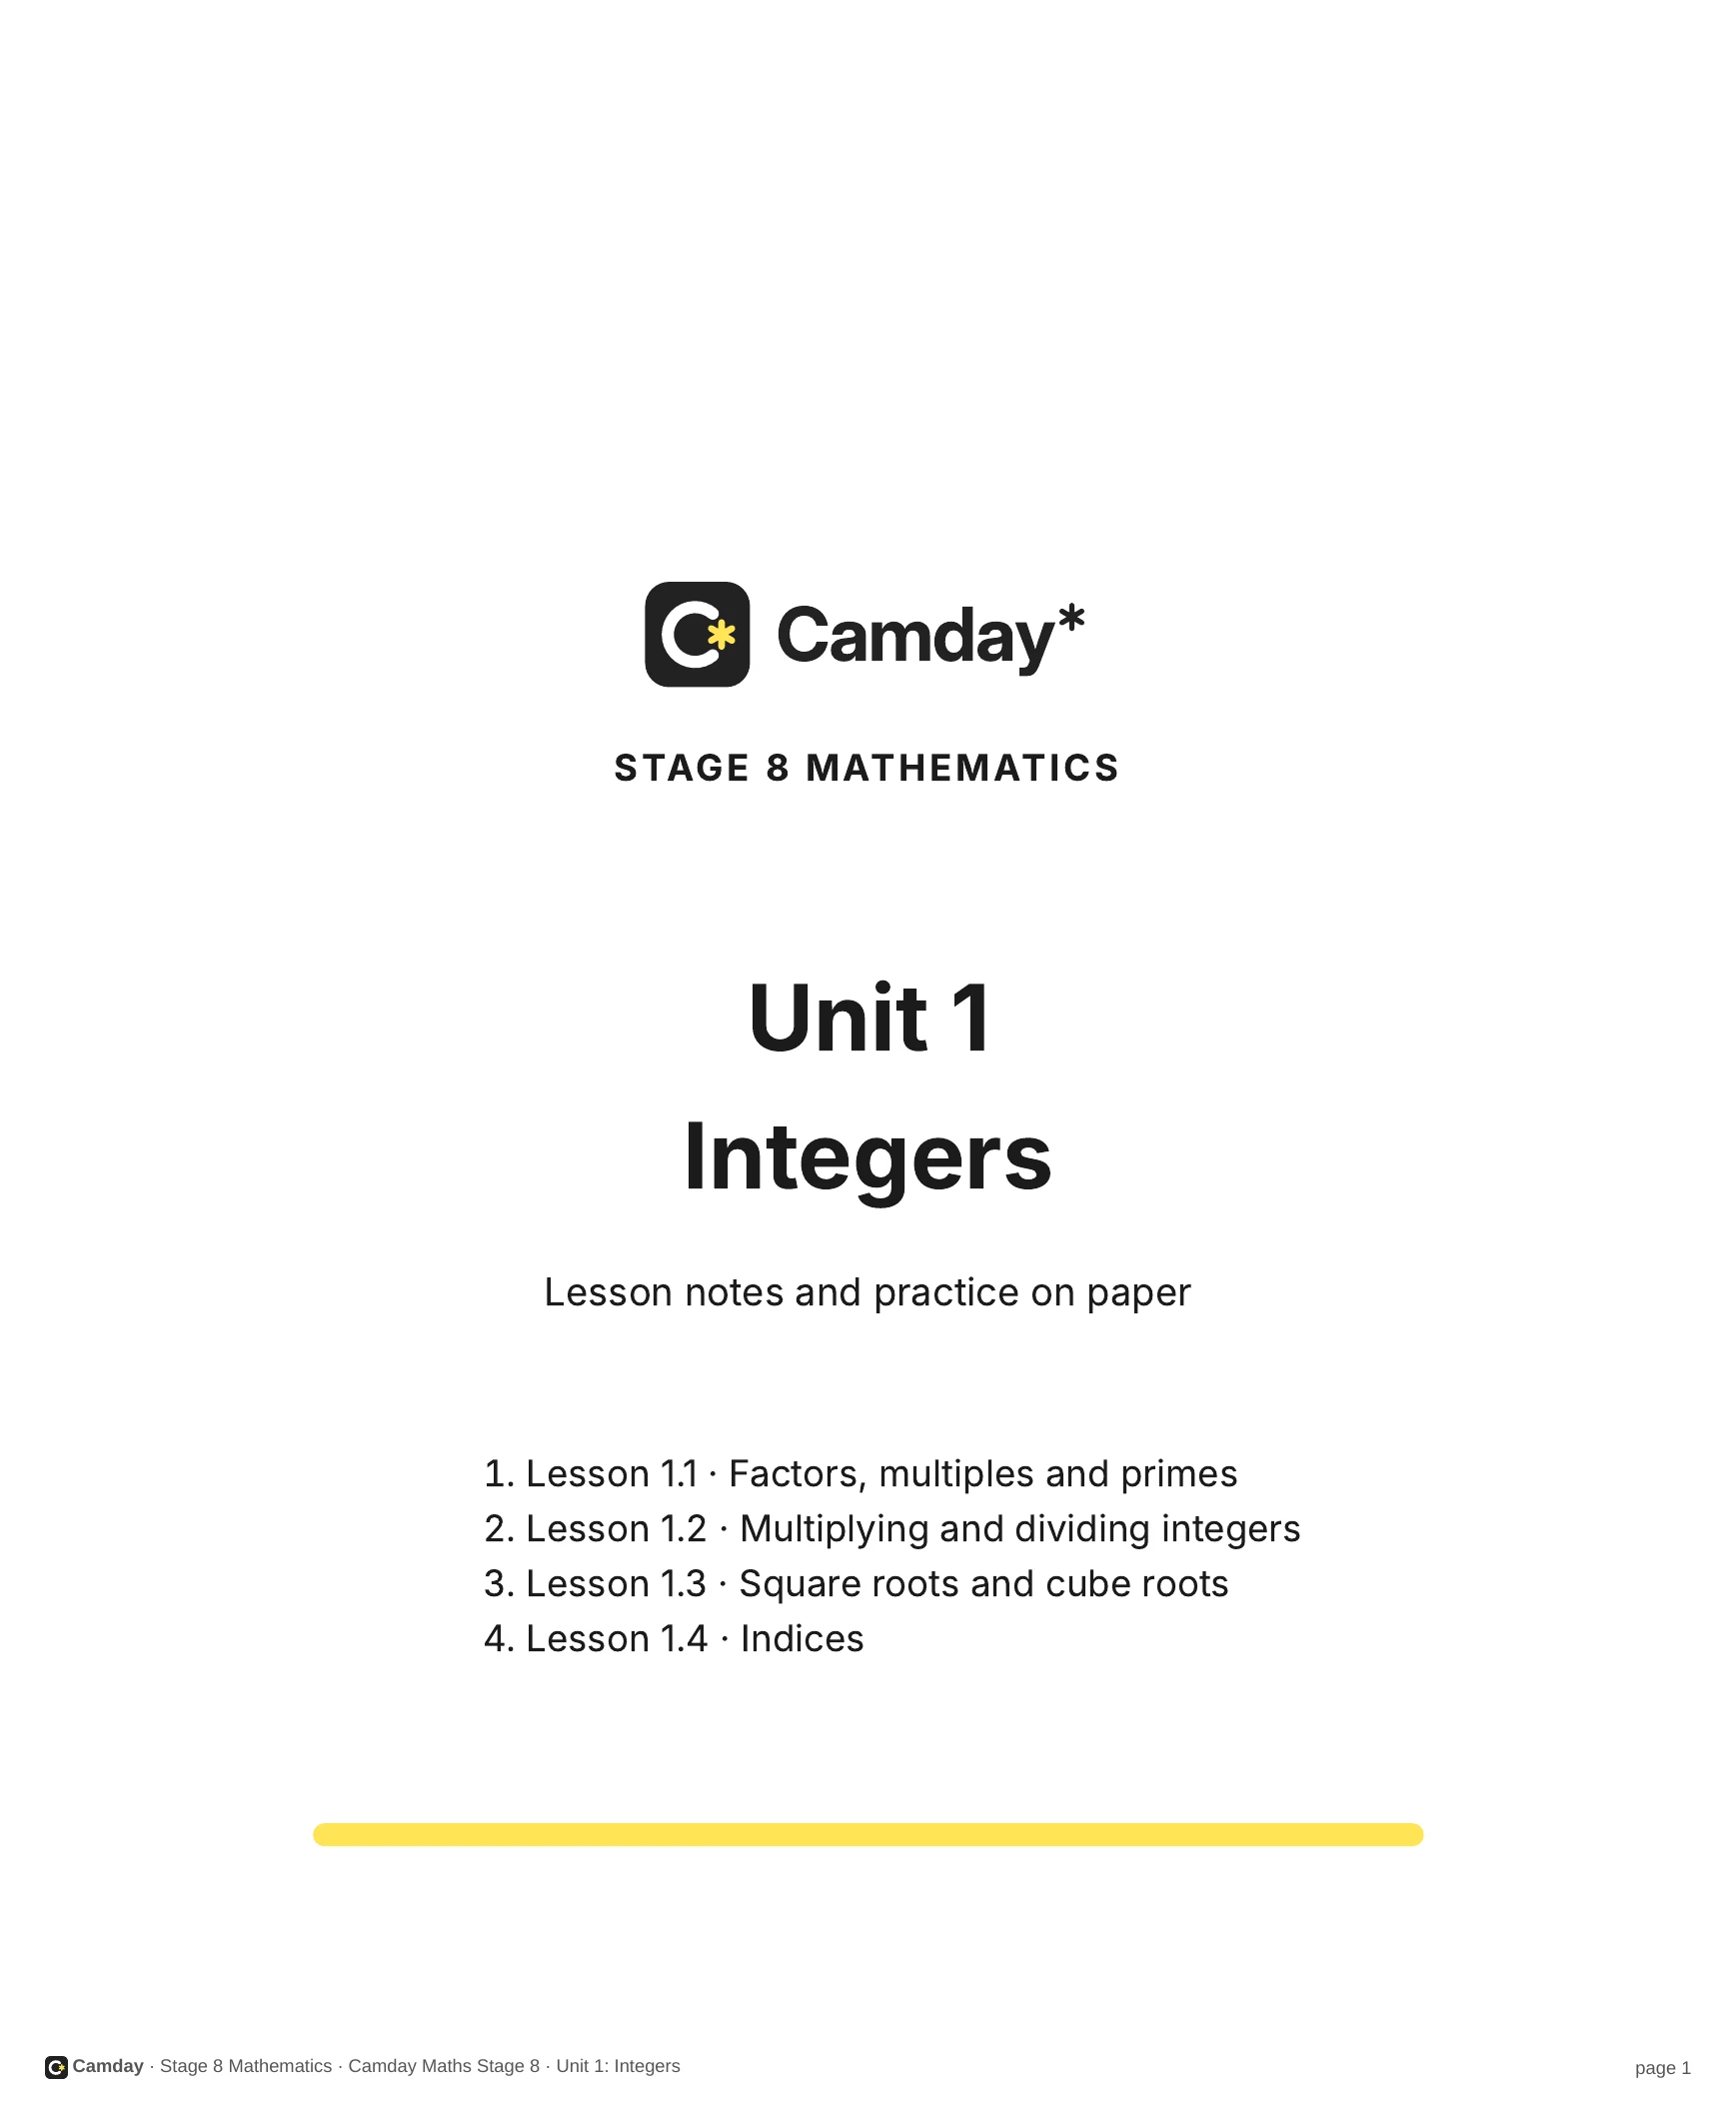 Camday*
STAGE 8 MATHEMATICS
Unit 1
Integers
Lesson notes and practice on paper
1. Lesson 1.1 · Factors, multiples and primes
2. Lesson 1.2 · Multiplying and dividing integers
3. Lesson 1.3 · Square roots and cube roots
4. Lesson 1.4 · Indices
Camday · Stage 8 Mathematics · Camday Maths Stage 8 · Unit 1: Integers
page 1